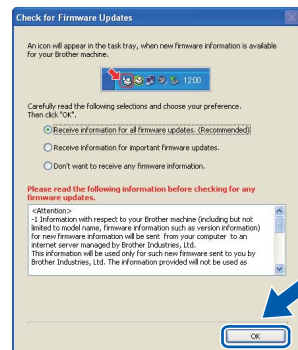 Check for Firmware Updates
An icon will appear in the task tray, when new firmware information is available
for your Brother machine.
12:00
Carefully read the following selections and choose your preference.
Then click "OK".
Receive information for all firmware updates. (Recommended)
Receive information for important firmware updates.
Don't want to receive any firmware information.
Please read the following information before checking for any
firmware updates.
<Attention>
-1 Information with respect to your Brother machine (including but not
limited to model name, firmware information such as version information)
for new firmware information will be sent from your computer to an
internet server managed by Brother Industries, Ltd.
This information will be used only for such new firmware sent to you by
Brother Industries, Ltd. The information provided will not be used as
OK